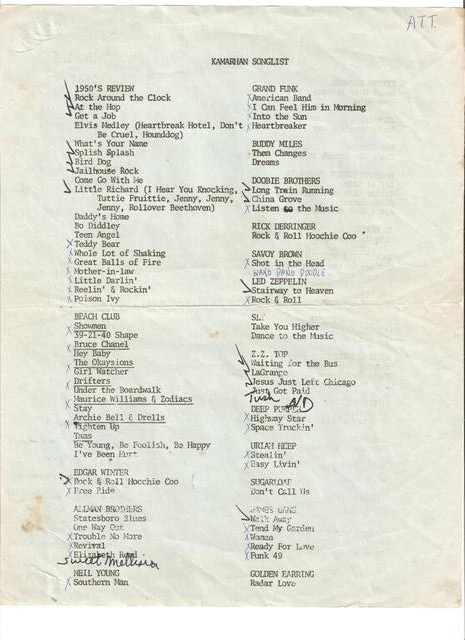 ATT.
KAMARHAN SONGLIST
1950'S REVIEW
Rock Around the Clock
At the Hop
Get a Job
Elvis Medley (Heartbreak Hotel, Don't
Be Cruel, Hounddog)
What's Your Name
Splish Splash
Bird Dog
Jailhouse Rock
Come Go With Me
Little Richard (I Hear You Knocking,
Tuttie Fruittie, Jenny, Jenny,
Jenny, Rollover Beethoven)
Daddy's Home
Bo Diddley
Teen Angel
Teddy Bear
Whole Lot of Shaking
Great Balls of Fire
Mother-in-law
Little Darlin'
Reelin' & Rockin'
Poison Ivy
BEACH CLUB
Showmen
39-21-40 Shape
Bruce Chanel
Hey Baby
The Okaysions
Girl Watcher
Drifters
Under the Boardwalk
Maurice Williams & Zodiacs
Stay
Archie Bell & Drells
Tighten Up
Tams
Be Young, Be Foolish, Be Happy
I've Been Hurt
EDGAR WINTER
Rock & Roll Hocchie Coo
Free Ride
ALLMAN BROTHERS
Statesboro Blues
One Way Out
Trouble No More
Revival
Elizabeth Reed
Sweet Mellissa
NEIL YOUNG
Southern Man
GRAND FUNK
American Band
I Can Feel Him in Morning
Into the Sun
Heartbreaker
BUDDY MILES
Them Changes
Dreams
DOOBIE BROTHERS
Long Train Running
China Grove
Listen to the Music
RICK DERRINGER
Rock & Roll Hoochie Coo
SAVOY BROWN
Shot in the Head
WANG DANG DOODLE
LED ZEPPELIN
Stairway to Heaven
Rock & Roll
SLY
Take You Higher
Dance to the Music
Z.Z. TOP
Waiting for the Bus
LaGrange
Jesus Just Left Chicago
Just Got Paid
Tush
DEEP PURPLE
Highway Star
Space Truckin'
URIAH HEEP
Stealin'
Easy Livin'
SUGARLOAF
Don't Call Us
JAMES GANG
Walk Away
Tend My Garden
Woman
Ready For Love
Funk 49
GOLDEN EARRING
Radar Love